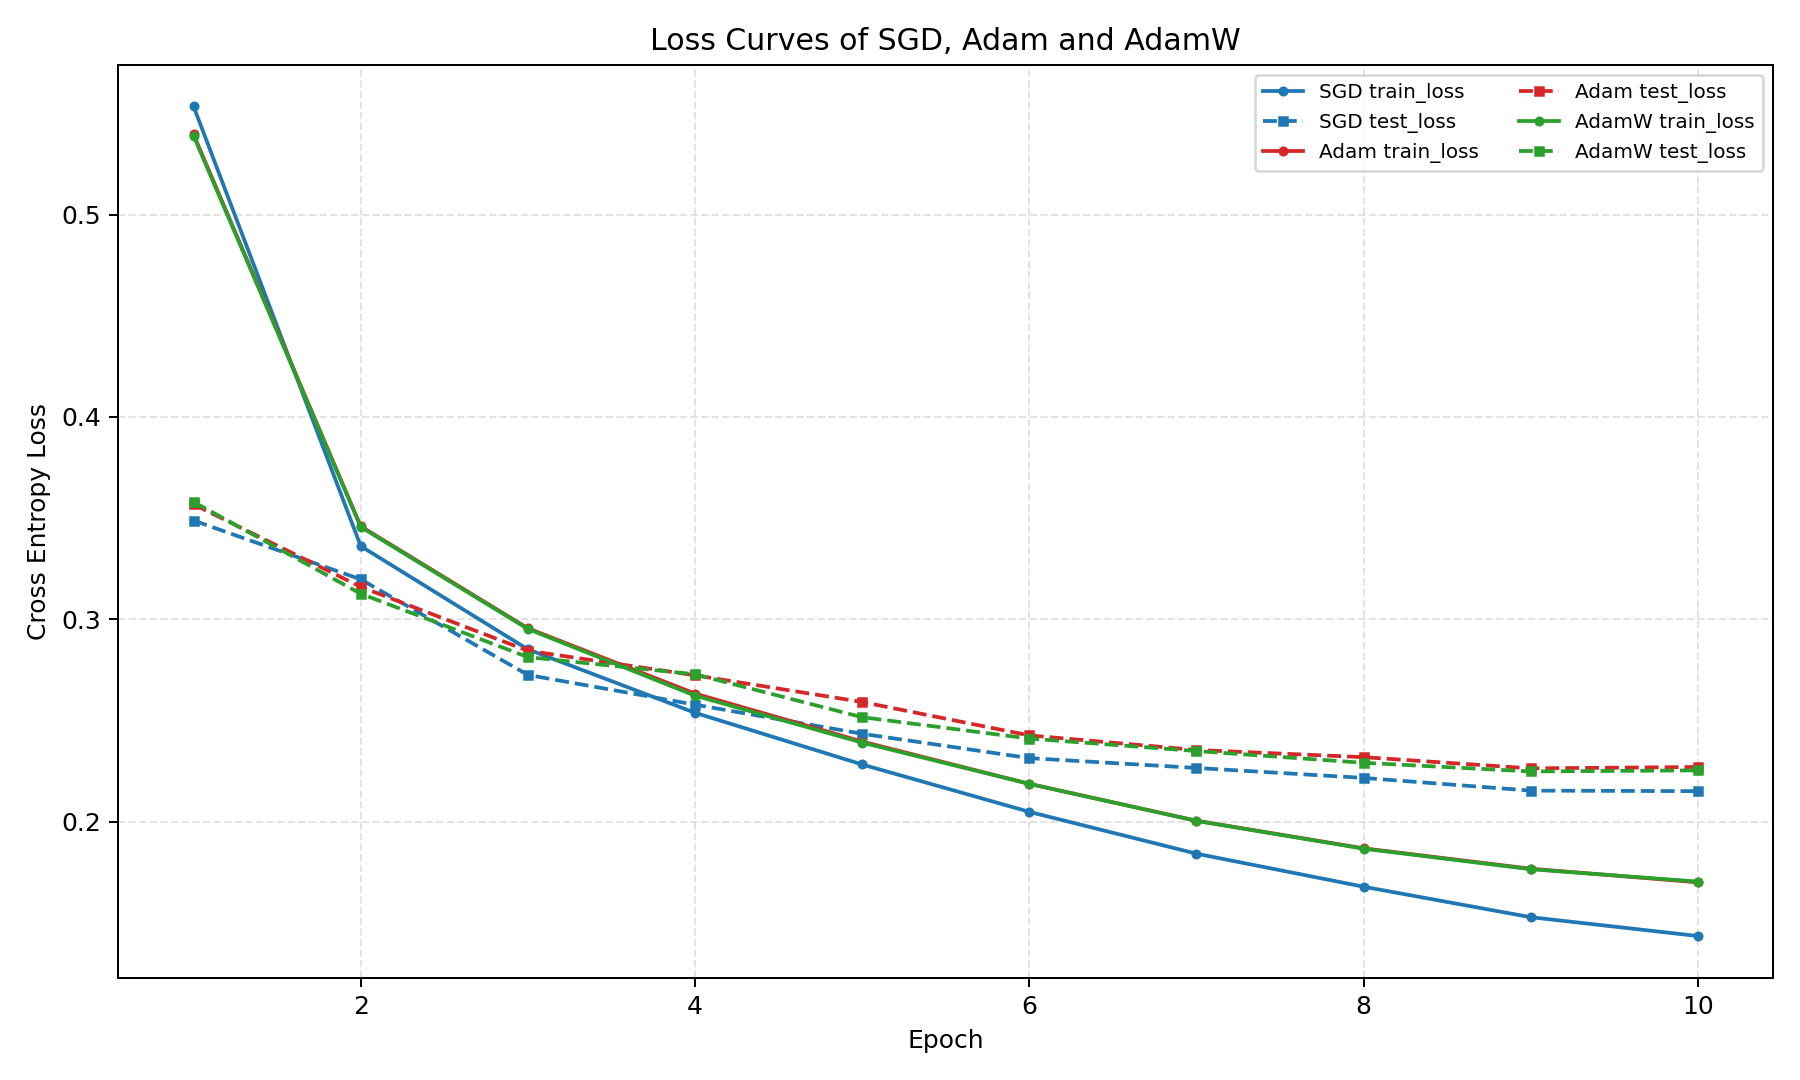 Loss Curves of SGD, Adam and AdamW
SGD train_loss
SGD test_loss
Adam train_loss
Adam test_loss
AdamW train_loss
AdamW test_loss
Cross Entropy Loss
0.5
0.4
0.3
0.2
2 4 6 8 10
Epoch